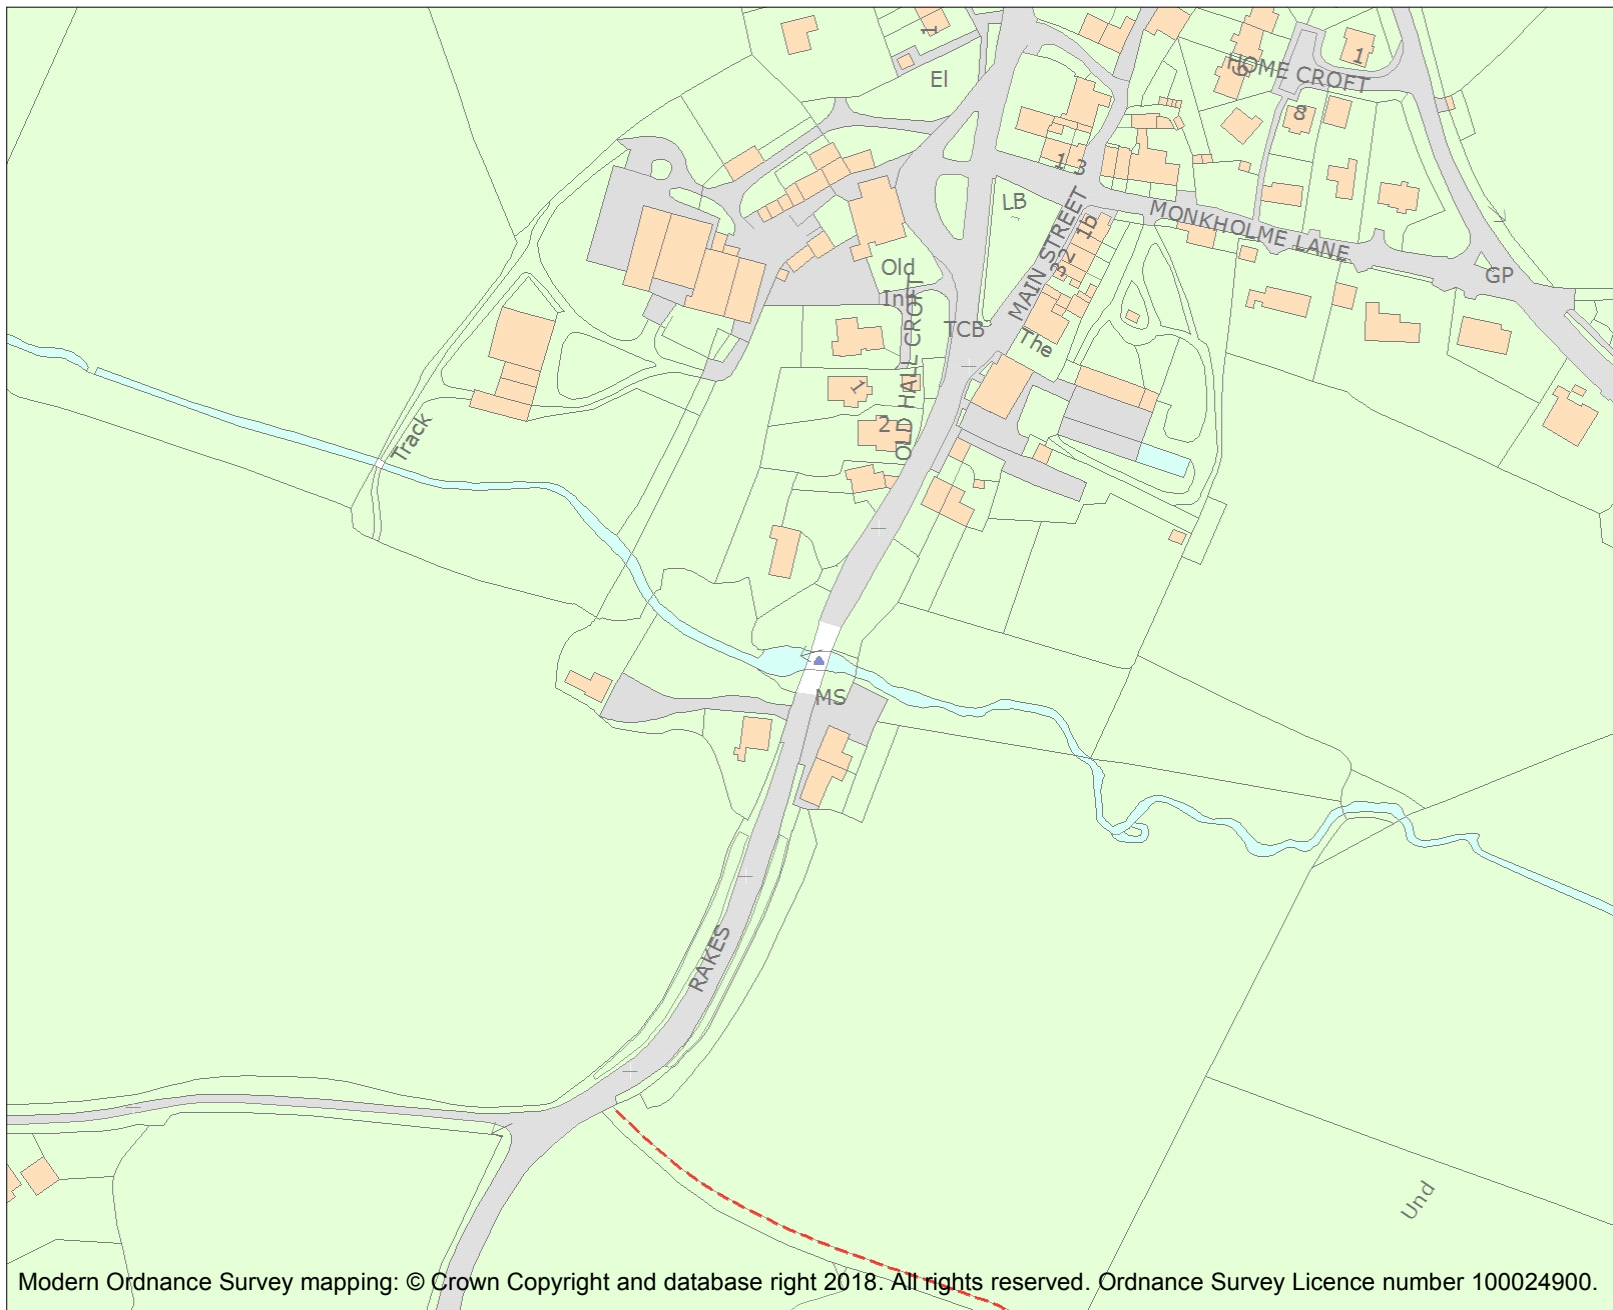 1
El
HOME CROFT
1
6
8
1 3
LB
MAIN STREET
MONKHOLME LANE
1b
2
3
GP
Old
Inn
OLD HALL CROFT
TCB
The
1
2
Track
MS
RAKES
Und
Modern Ordnance Survey mapping: © Crown Copyright and database right 2018. All rights reserved. Ordnance Survey Licence number 100024900.